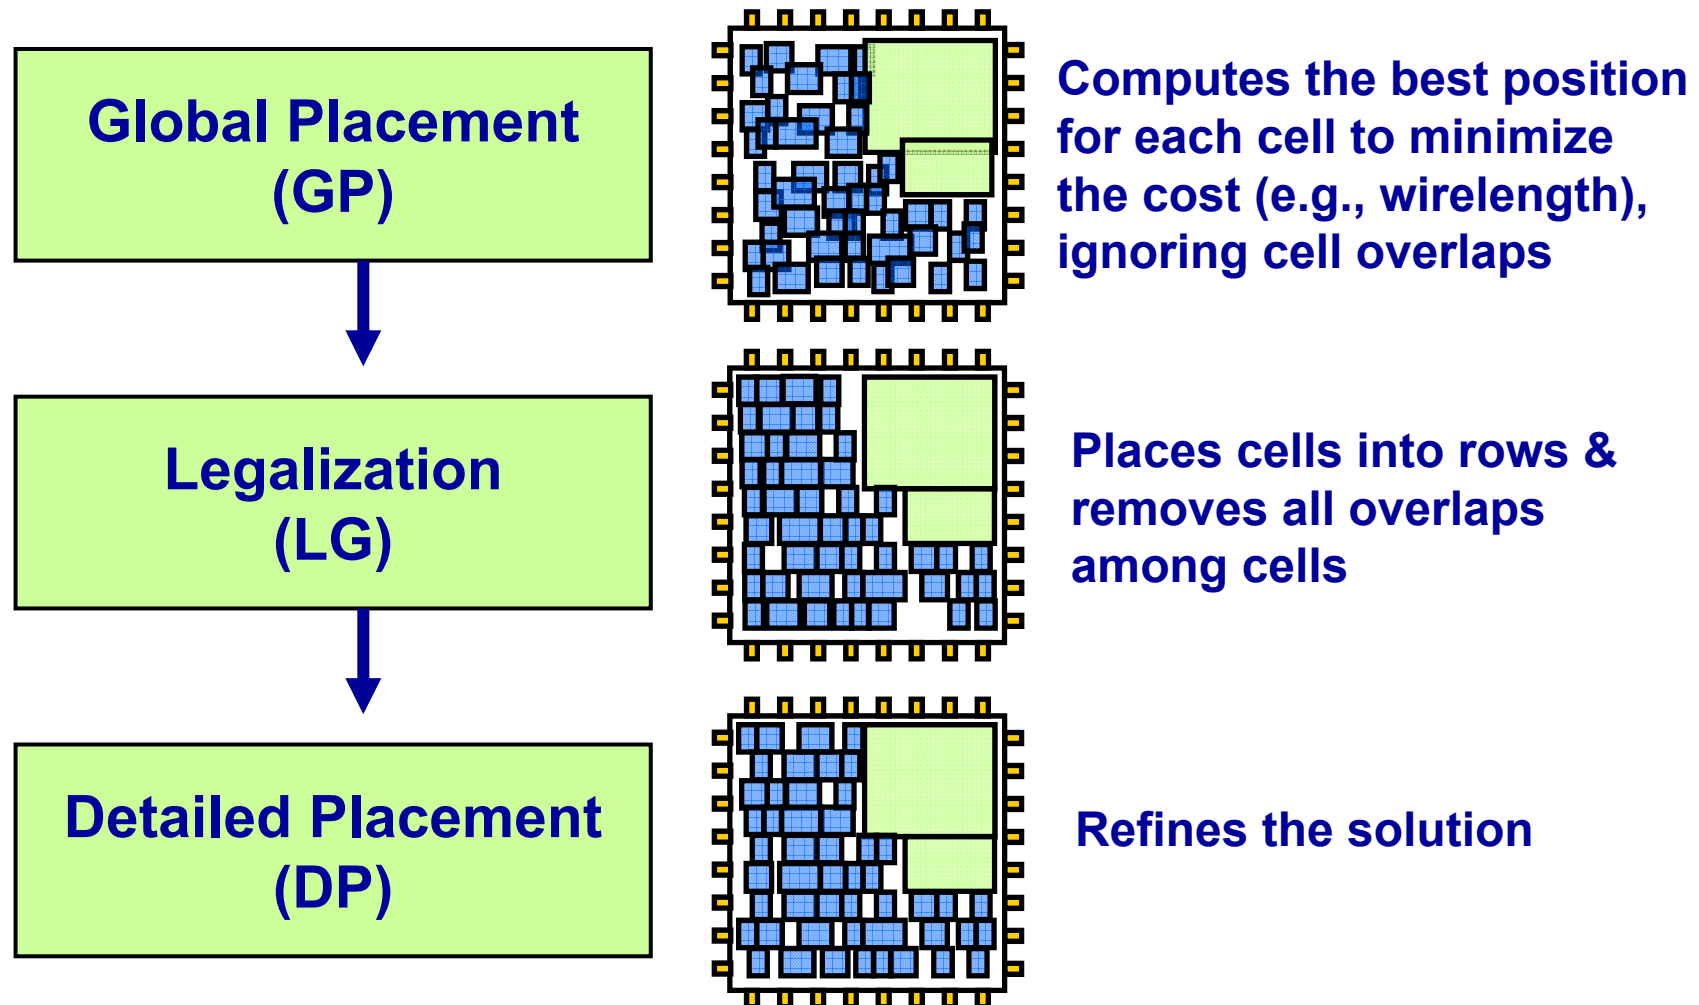 Global Placement
(GP)
Computes the best position
for each cell to minimize
the cost (e.g., wirelength),
ignoring cell overlaps
Legalization
(LG)
Places cells into rows &
removes all overlaps
among cells
Detailed Placement
(DP)
Refines the solution